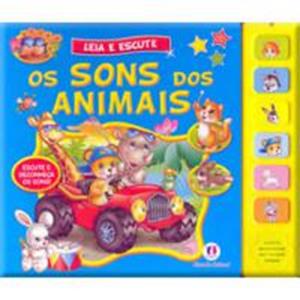 LEIA E ESCUTE
OS SONS DOS
ANIMAIS
ESCUTE E
RECONHEÇA
OS SONS!